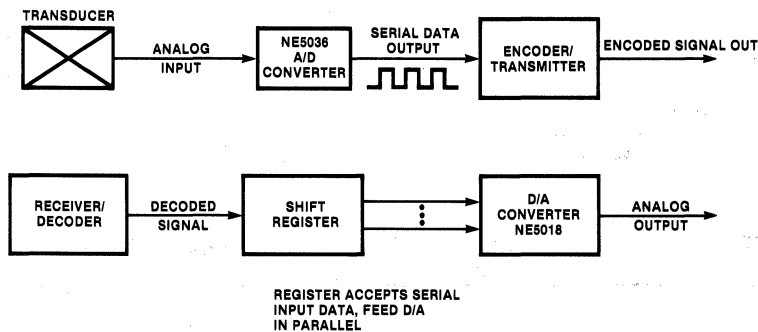 TRANSDUCER
ANALOG
INPUT
NE5036
A/D
CONVERTER
SERIAL DATA
OUTPUT
ENCODER/
TRANSMITTER
ENCODED SIGNAL OUT
RECEIVER/
DECODER
DECODED
SIGNAL
SHIFT
REGISTER
D/A
CONVERTER
NE5018
ANALOG
OUTPUT
REGISTER ACCEPTS SERIAL
INPUT DATA, FEED D/A
IN PARALLEL